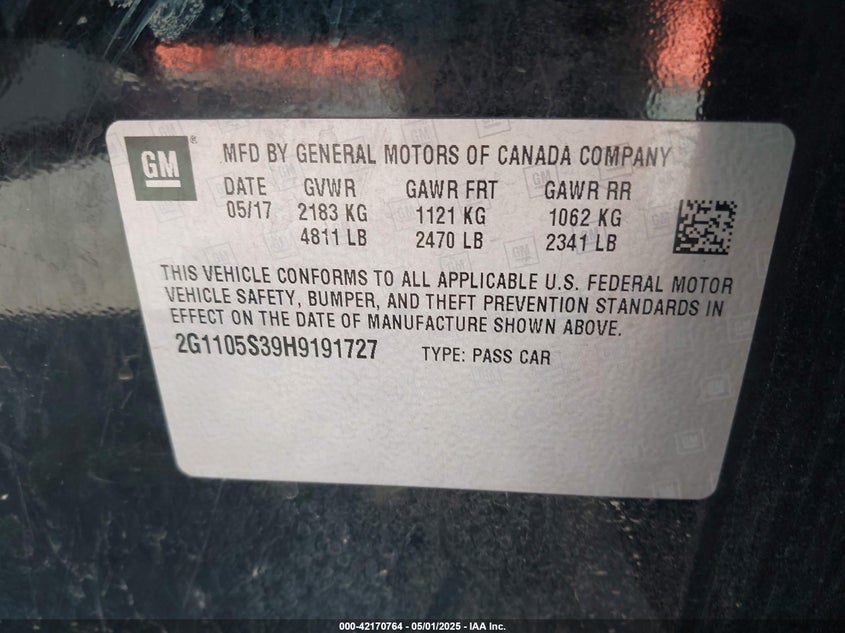 GM ® MFD BY GENERAL MOTORS OF CANADA COMPANY
DATE GVWR GAWR FRT GAWR RR
05/17 2183 KG 1121 KG 1062 KG
4811 LB 2470 LB 2341 LB
THIS VEHICLE CONFORMS TO ALL APPLICABLE U.S. FEDERAL MOTOR
VEHICLE SAFETY, BUMPER, AND THEFT PREVENTION STANDARDS IN
EFFECT ON THE DATE OF MANUFACTURE SHOWN ABOVE.
2G1105S39H9191727 TYPE: PASS CAR
000-42170764 - 05/01/2025 - IAA Inc.